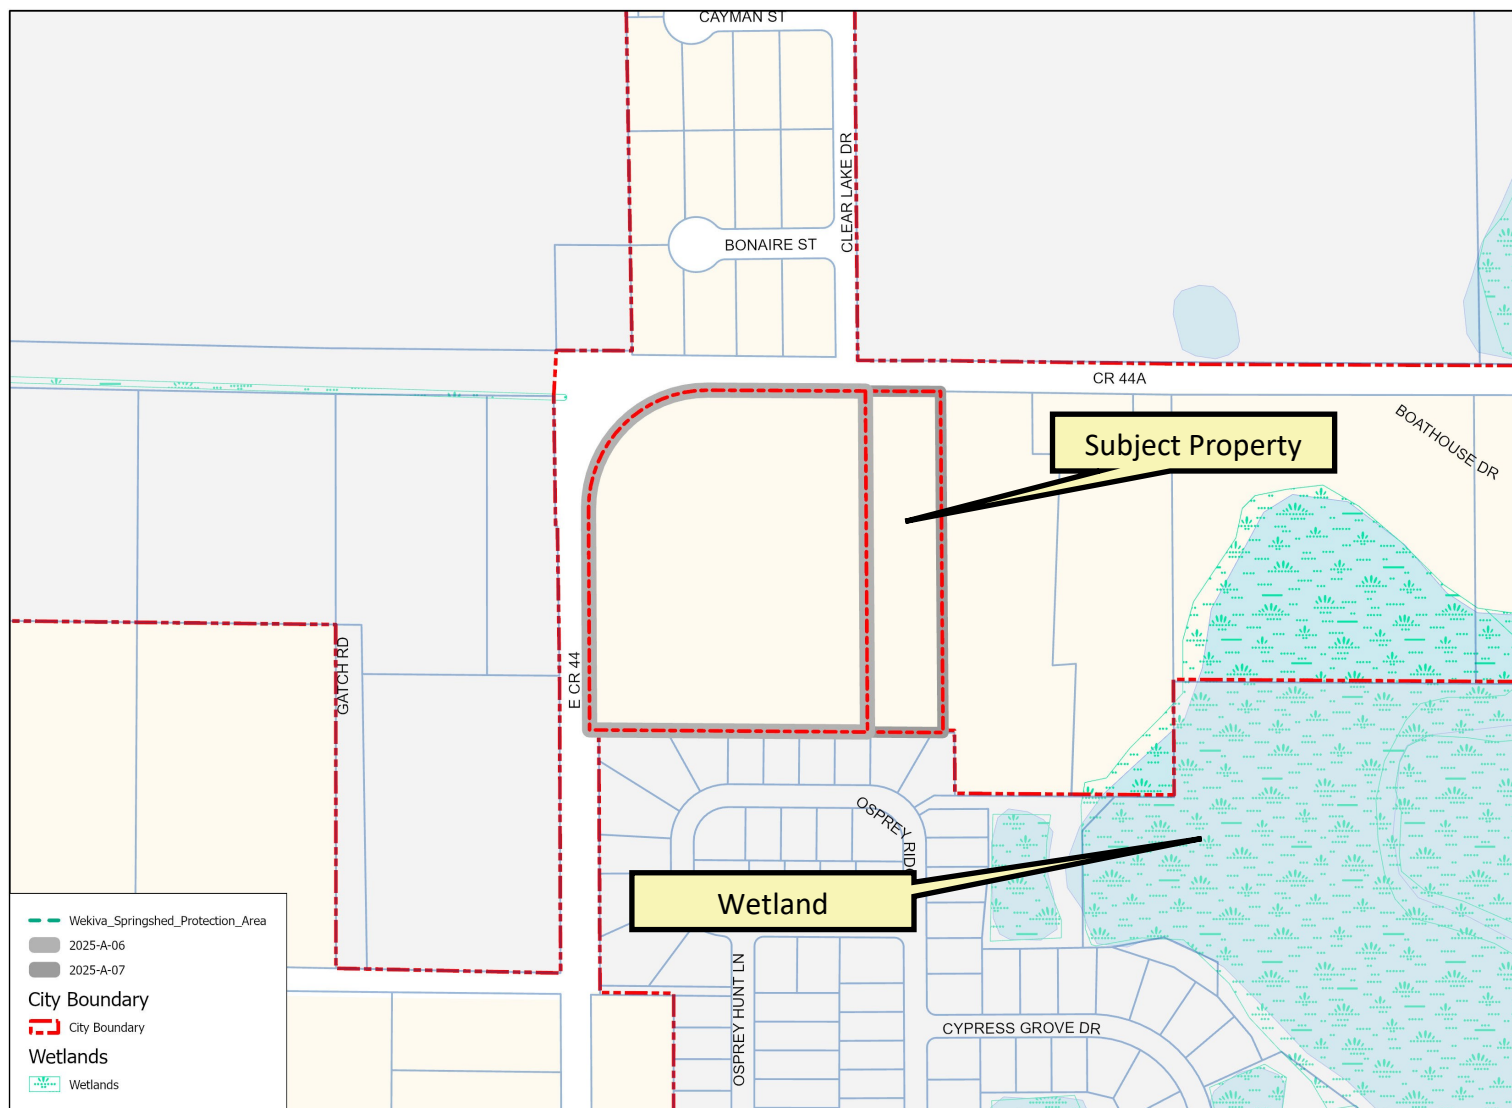 CAYMAN ST
CLEAR LAKE DR
BONAIRE ST
CR 44A
BOATHOUSE DR
Subject Property
GATCH RD
E CR 44
OSPREY RIDG
Wetland
OSPREY HUNT LN
CYPRESS GROVE DR
Wekiva_Springshed_Protection_Area
2025-A-06
2025-A-07
City Boundary
City Boundary
Wetlands
Wetlands